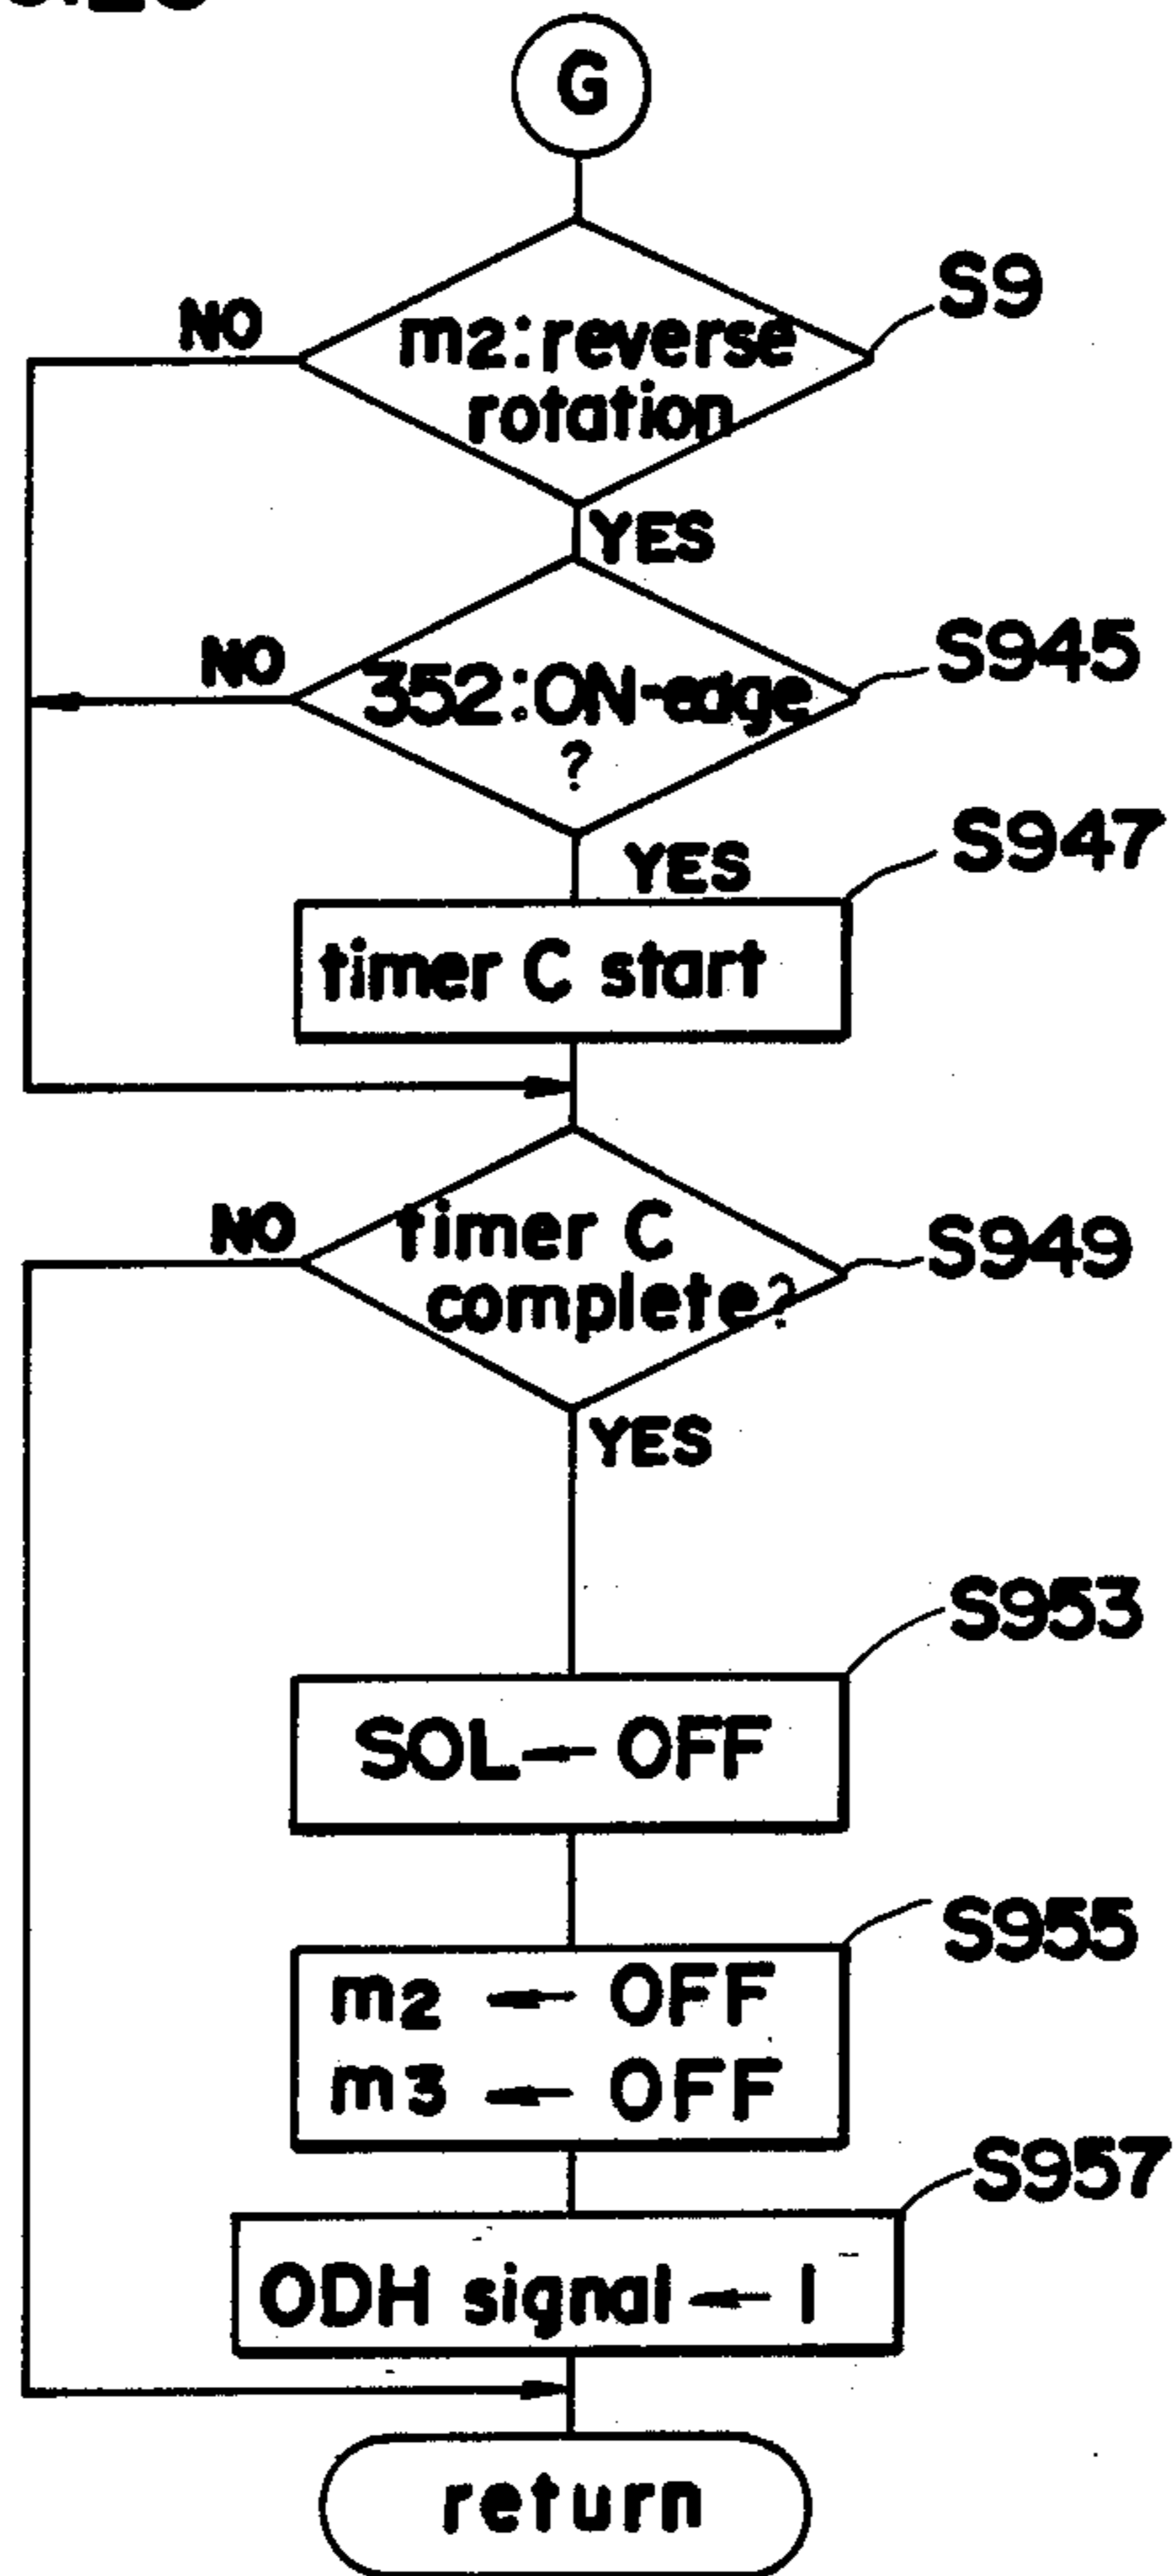 G
S9
NO
m2:reverse
rotation
YES
S945
NO
352:ON-edge
?
S947
YES
timer C start
NO
timer C
complete?
S949
YES
S953
SOL ← OFF
S955
m2 ← OFF
m3 ← OFF
S957
ODH signal ← 1
return